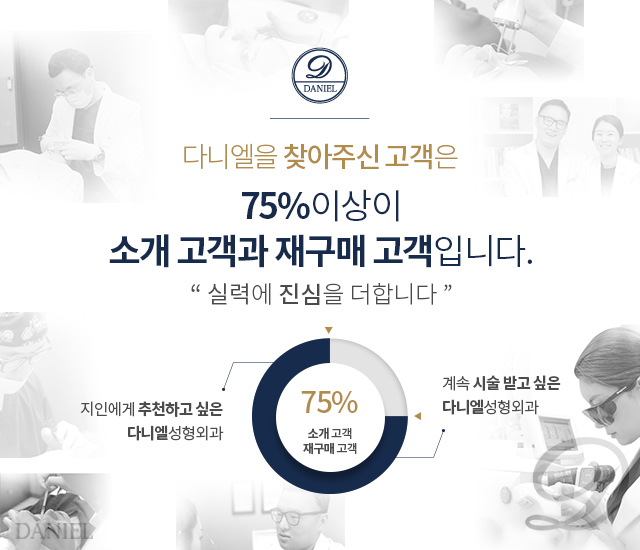 DANIEL
다니엘을 찾아주신 고객은
75%이상이
소개 고객과 재구매 고객입니다.
“ 실력에 진심을 더합니다 ”
지인에게 추천하고 싶은
다니엘성형외과
75%
소개 고객
재구매 고객
계속 시술 받고 싶은
다니엘성형외과
DANIEL